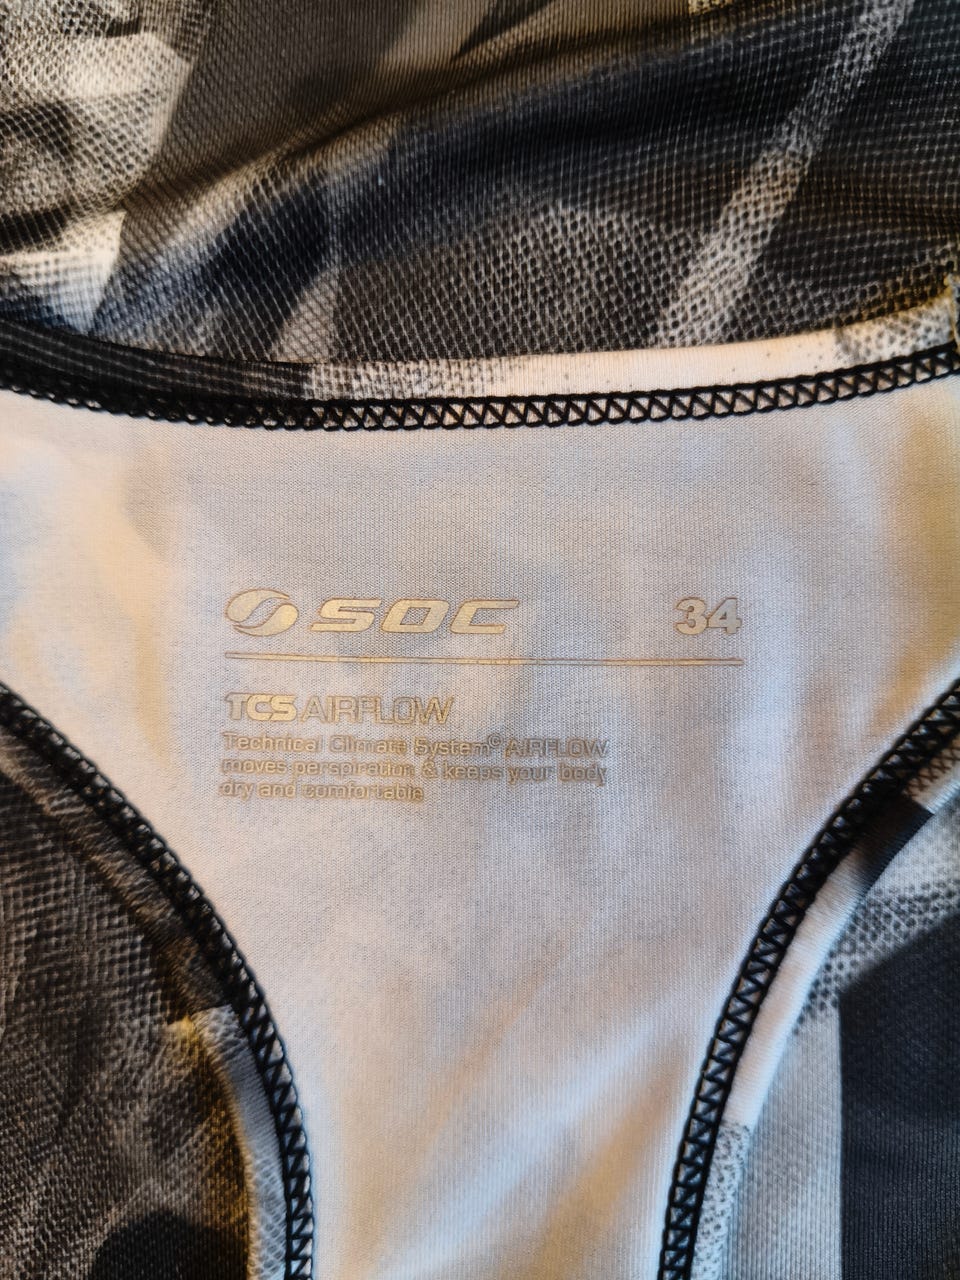 SOC 34
TCS AIRFLOW
Technical Climate System© AIRFLOW
moves perspiration & keeps your body
dry and comfortable